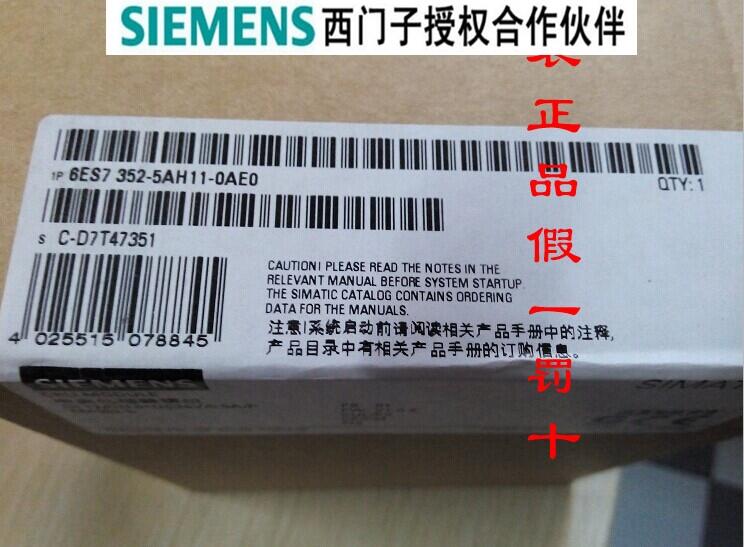 SIEMENS 西门子授权合作伙伴
装正品假一罚十
1P 6ES7 352-5AH11-0AE0
QTY: 1
S C-D7T47351
CAUTION! PLEASE READ THE NOTES IN THE
RELEVANT MANUAL BEFORE SYSTEM STARTUP.
THE SIMATIC CATALOG CONTAINS ORDERING
DATA FOR THE MANUALS.
注意!系统启动前请阅读相关产品手册中的注释,
产品目录中有相关产品手册的订购信息。
4 025515 078845
SIEMENS
SIMAT